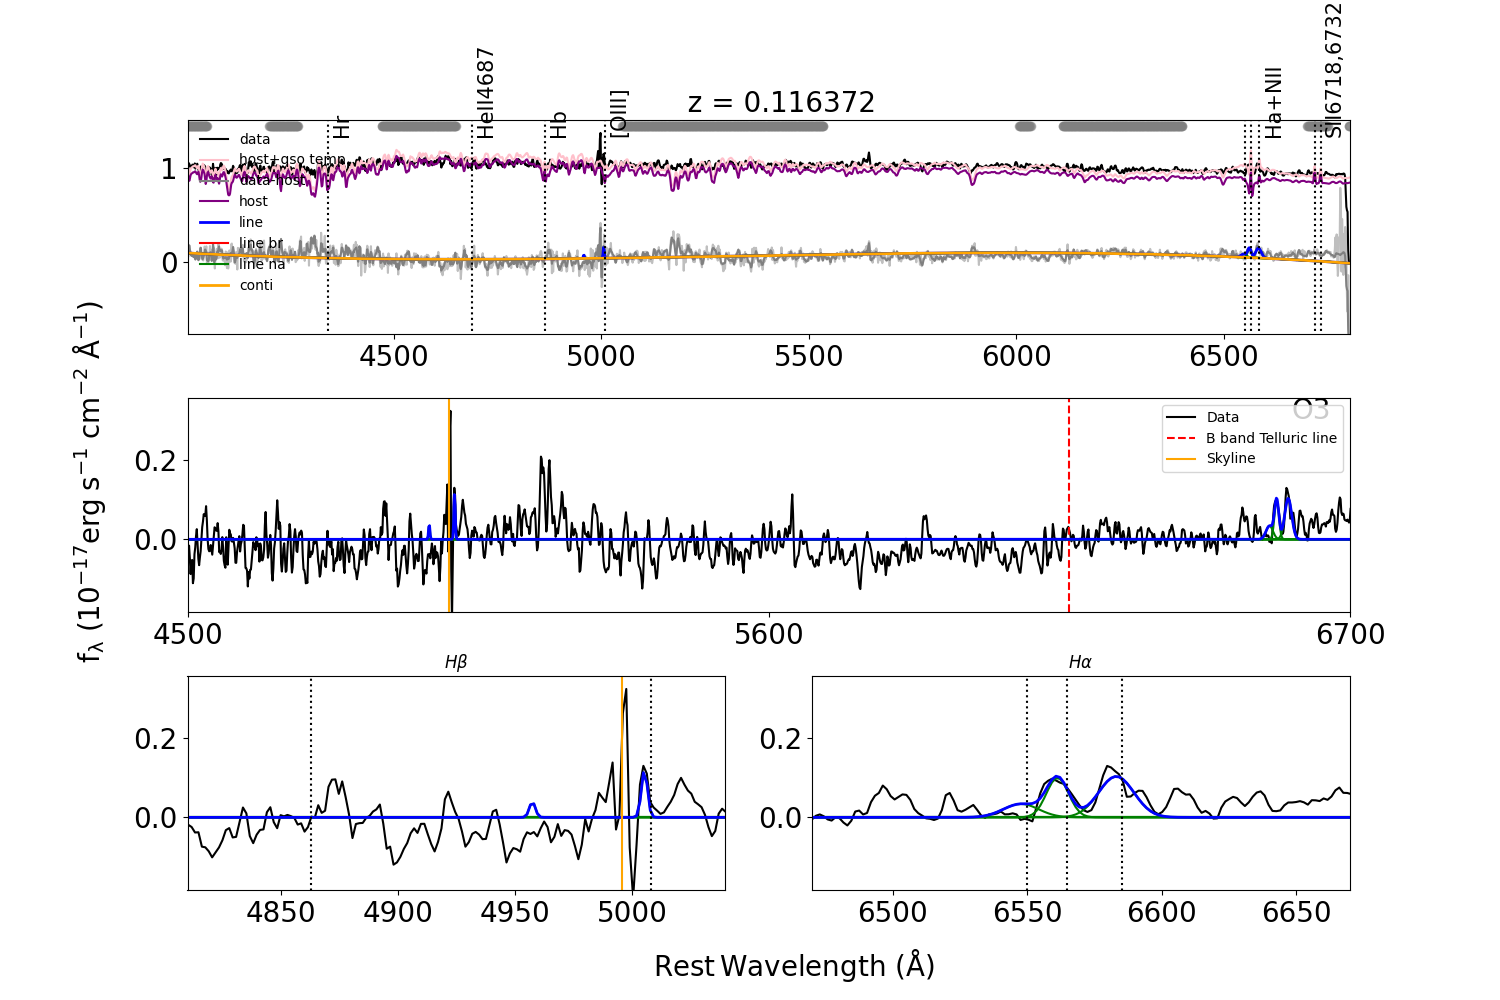 z = 0.116372
Hr
HeII4687
Hb
[OIII]
Ha+NII
SII6718,6732
data
host+qso temp
data-host
host
line
line br
line na
conti
1
0
4500
5000
5500
6000
6500
O3
Data
B band Telluric line
Skyline
0.2
0.0
4500
5600
6700
fλ (10⁻¹⁷erg s⁻¹ cm⁻² Å⁻¹)
Hβ
0.2
0.0
4850
4900
4950
5000
Hα
0.2
0.0
6500
6550
6600
6650
Rest Wavelength (Å)